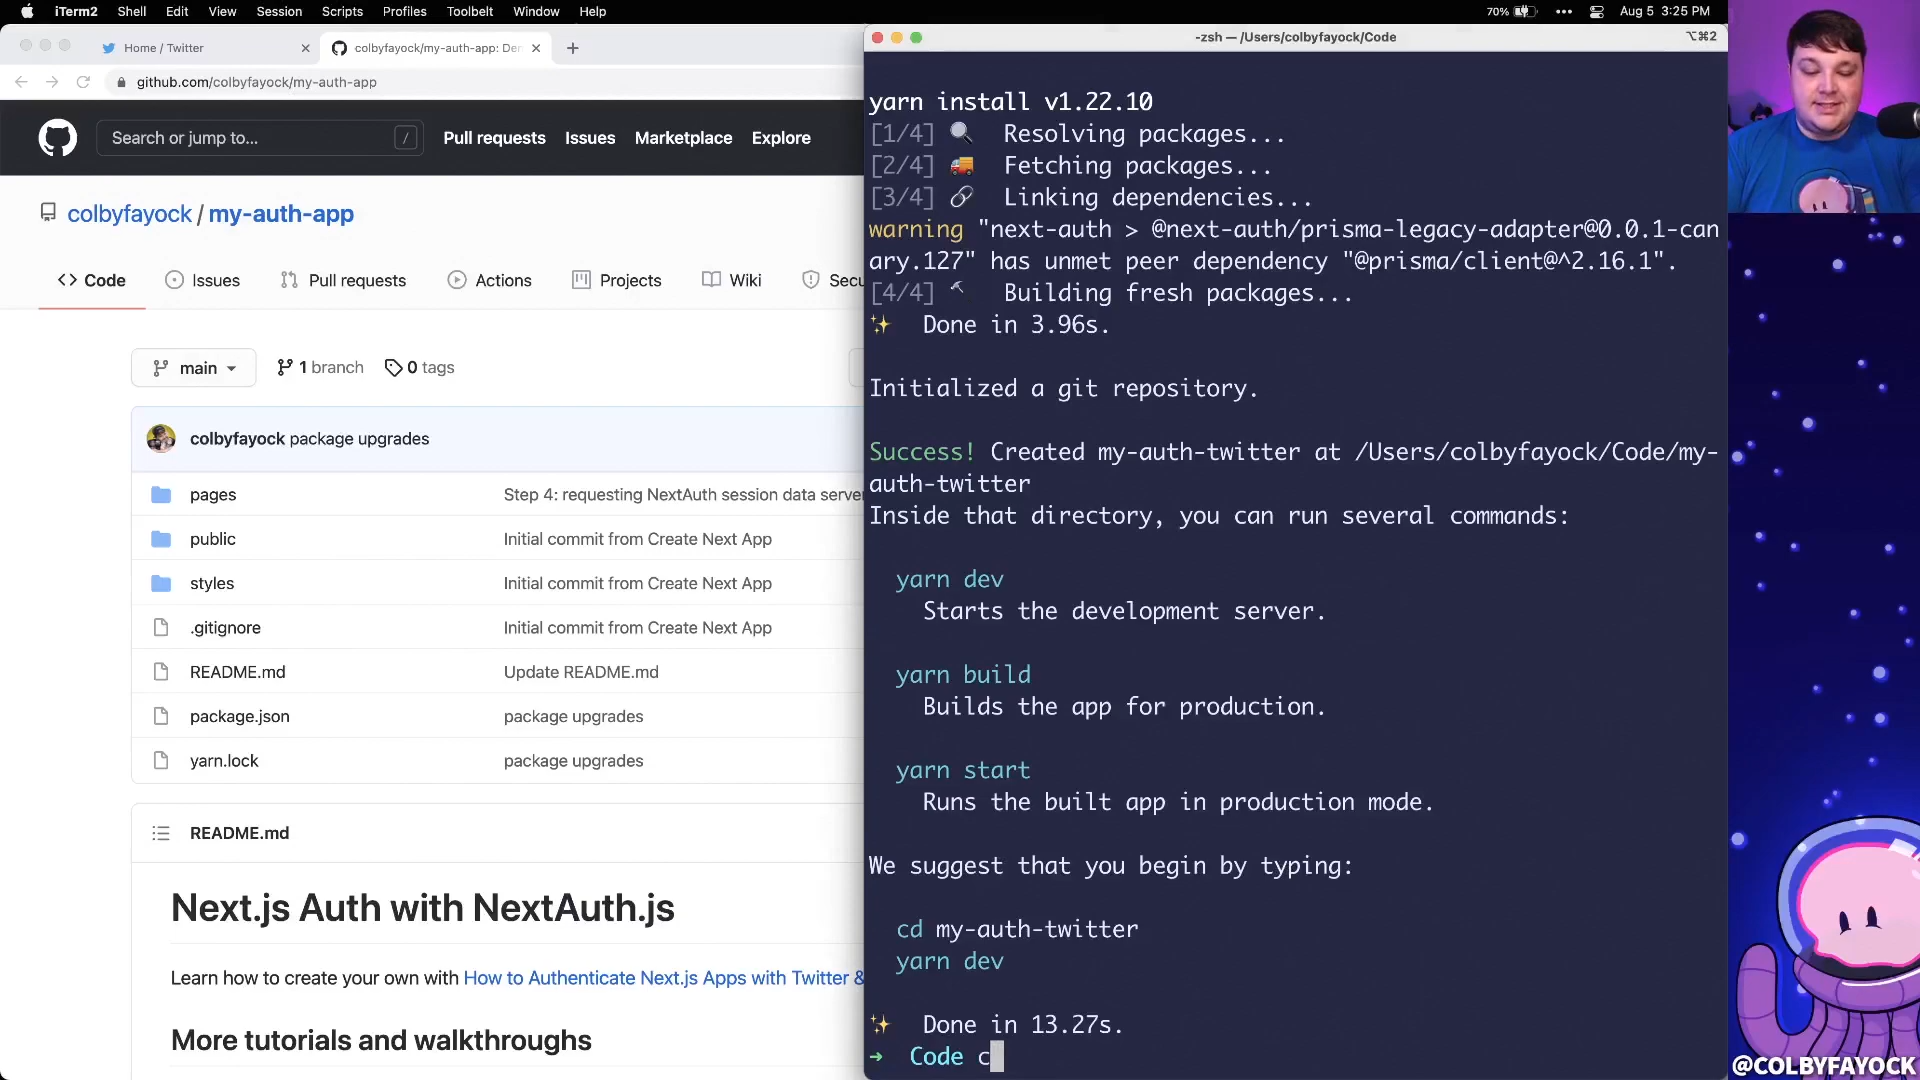 iTerm2 Shell Edit View Session Scripts Profiles Toolbelt Window Help
70% Aug 5 3:25 PM
Home / Twitter
colbyfayock/my-auth-app: Der
-zsh — /Users/colbyfayock/Code
⌥⌘2
github.com/colbyfayock/my-auth-app
Search or jump to... /
Pull requests Issues Marketplace Explore
colbyfayock / my-auth-app
Code Issues Pull requests Actions Projects Wiki Secu
main 1 branch 0 tags
colbyfayock package upgrades
pages Step 4: requesting NextAuth session data server
public Initial commit from Create Next App
styles Initial commit from Create Next App
.gitignore Initial commit from Create Next App
README.md Update README.md
package.json package upgrades
yarn.lock package upgrades
README.md
Next.js Auth with NextAuth.js
Learn how to create your own with How to Authenticate Next.js Apps with Twitter &
More tutorials and walkthroughs
yarn install v1.22.10
[1/4] 🔍 Resolving packages...
[2/4] 🚚 Fetching packages...
[3/4] 🔗 Linking dependencies...
warning "next-auth > @next-auth/prisma-legacy-adapter@0.0.1-can
ary.127" has unmet peer dependency "@prisma/client@^2.16.1".
[4/4] 🔨 Building fresh packages...
✨ Done in 3.96s.
Initialized a git repository.
Success! Created my-auth-twitter at /Users/colbyfayock/Code/my-
auth-twitter
Inside that directory, you can run several commands:
yarn dev
Starts the development server.
yarn build
Builds the app for production.
yarn start
Runs the built app in production mode.
We suggest that you begin by typing:
cd my-auth-twitter
yarn dev
✨ Done in 13.27s.
→ Code c
@COLBYFAYOCK